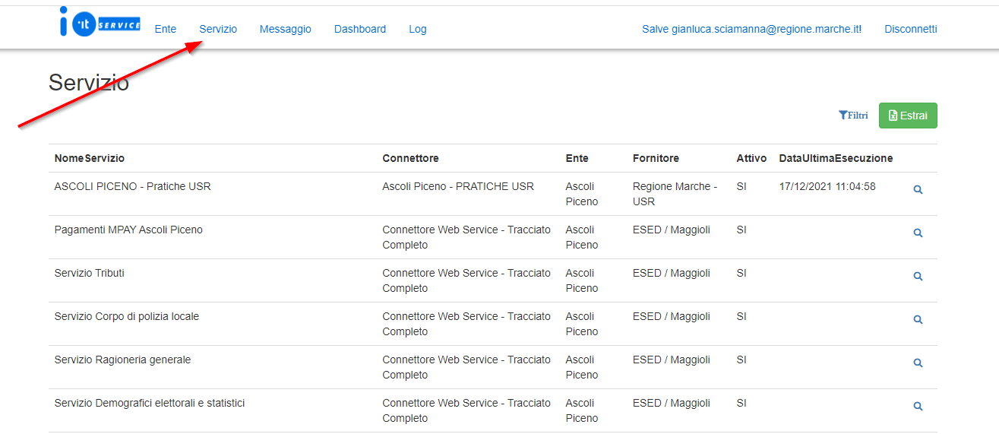 i 'it SERVICE Ente Servizio Messaggio Dashboard Log Salve gianluca.sciamanna@regione.marche.it! Disconnetti
Servizio
Filtri Estrai
NomeServizio Connettore Ente Fornitore Attivo DataUltimaEsecuzione
ASCOLI PICENO - Pratiche USR Ascoli Piceno - PRATICHE USR Ascoli Regione Marche - SI 17/12/2021 11:04:58
Piceno USR
Pagamenti MPAY Ascoli Piceno Connettore Web Service - Tracciato Ascoli ESED / Maggioli SI
Completo Piceno
Servizio Tributi Connettore Web Service - Tracciato Ascoli ESED / Maggioli SI
Completo Piceno
Servizio Corpo di polizia locale Connettore Web Service - Tracciato Ascoli ESED / Maggioli SI
Completo Piceno
Servizio Ragioneria generale Connettore Web Service - Tracciato Ascoli ESED / Maggioli SI
Completo Piceno
Servizio Demografici elettorali e statistici Connettore Web Service - Tracciato Ascoli ESED / Maggioli SI
Completo Piceno